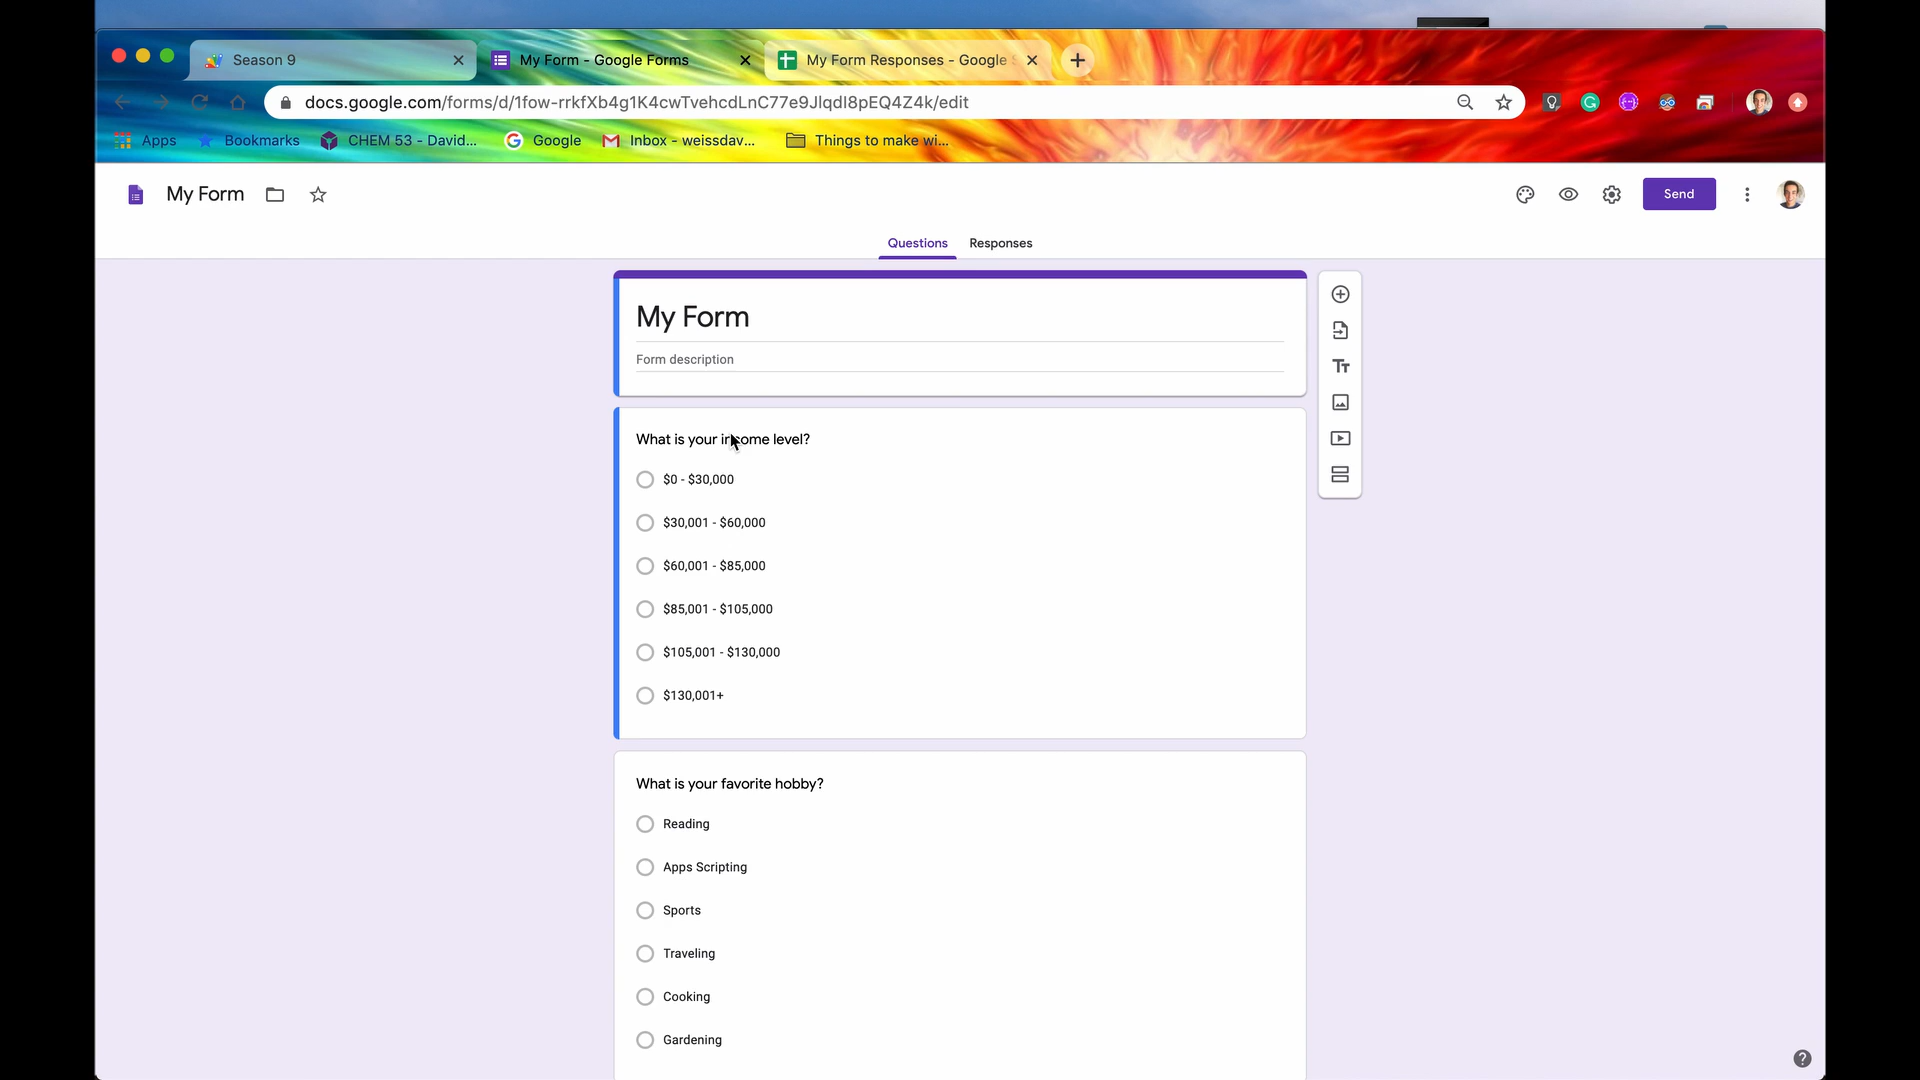 Season 9
My Form - Google Forms
My Form Responses - Google
docs.google.com/forms/d/1fow-rrkfXb4g1K4cwTvehcdLnC77e9Jlqdl8pEQ4Z4k/edit
Apps
Bookmarks
CHEM 53 - David...
Google
Inbox - weissdav...
Things to make wi...
My Form
Send
Questions
Responses
My Form
Form description
What is your income level?
$0 - $30,000
$30,001 - $60,000
$60,001 - $85,000
$85,001 - $105,000
$105,001 - $130,000
$130,001+
What is your favorite hobby?
Reading
Apps Scripting
Sports
Traveling
Cooking
Gardening